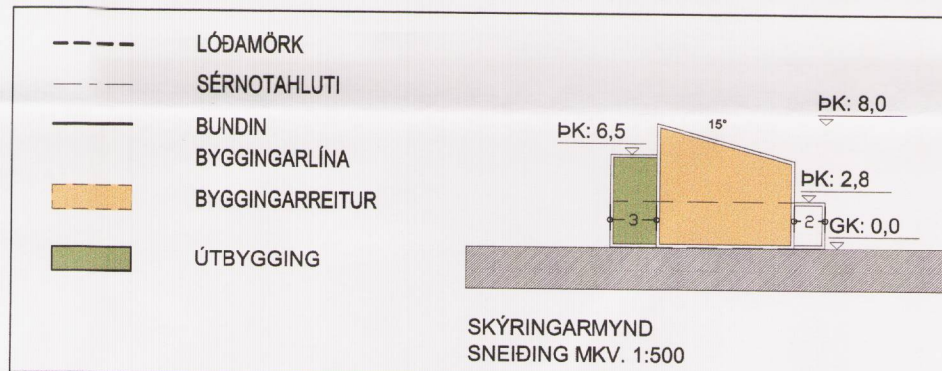 LÓÐAMÖRK
SÉRNOTAHLUTI
BUNDIN
BYGGINGARLÍNA
BYGGINGARREITUR
ÚTBYGGING
ÞK: 8,0
ÞK: 6,5
15°
ÞK: 2,8
3
2
GK: 0,0
SKÝRINGARMYND
SNEIÐING MKV. 1:500